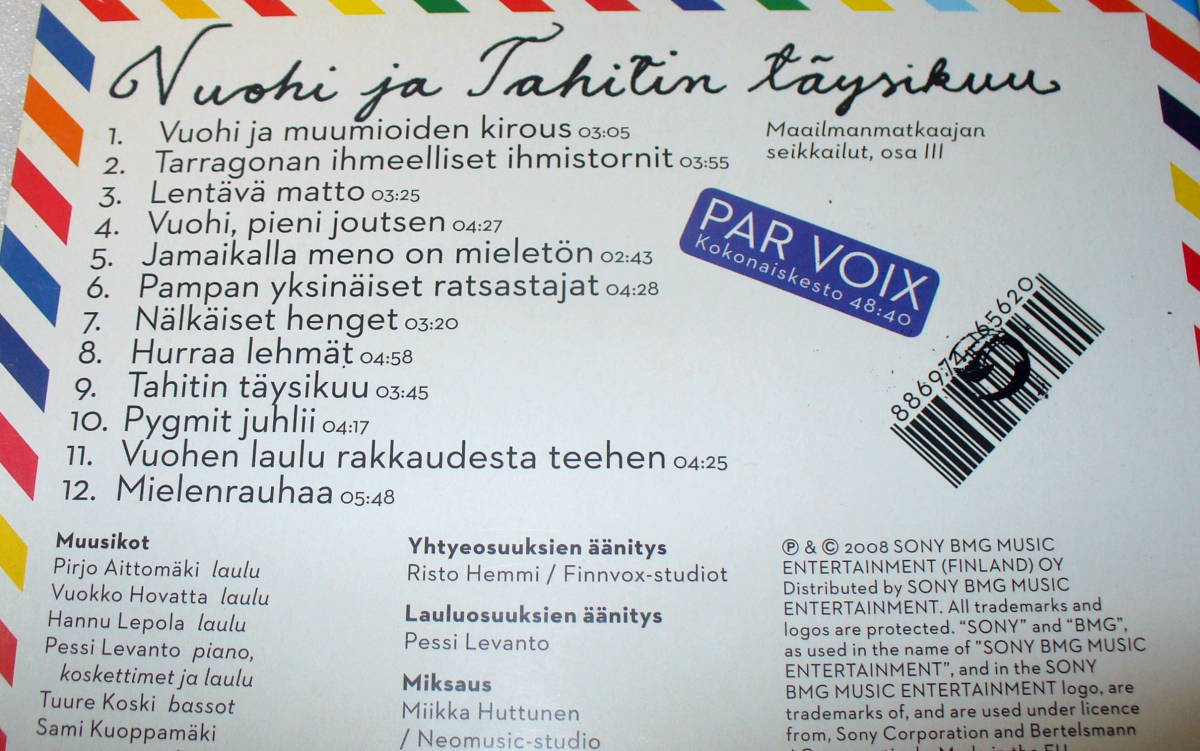 Vuohi ja Tahitin täysikuu
1. Vuohi ja muumioiden kirous 03:05
2. Tarragonan ihmeelliset ihmistornit 03:55
3. Lentävä matto 03:25
4. Vuohi, pieni joutsen 04:27
5. Jamaikalla meno on mieletön 02:43
6. Pampan yksinäiset ratsastajat 04:28
7. Nälkäiset henget 03:20
8. Hurraa lehmät 04:58
9. Tahitin täysikuu 03:45
10. Pygmit juhlii 04:17
11. Vuohen laulu rakkaudesta teehen 04:25
12. Mielenrauhaa 05:48
Maailmanmatkaajan
seikkailut, osa III
PAR VOIX
Kokonaiskesto 48:40
886974 165620
Muusikot
Pirjo Aittomäki laulu
Vuokko Hovatta laulu
Hannu Lepola laulu
Pessi Levanto piano,
koskettimet ja laulu
Tuure Koski bassot
Sami Kuoppamäki
Yhtyeosuuksien äänitys
Risto Hemmi / Finnvox-studiot
Lauluosuuksien äänitys
Pessi Levanto
Miksaus
Miikka Huttunen
/ Neomusic-studio
℗ & © 2008 SONY BMG MUSIC
ENTERTAINMENT (FINLAND) OY
Distributed by SONY BMG MUSIC
ENTERTAINMENT. All trademarks and
logos are protected. “SONY” and “BMG”,
as used in the name of "SONY BMG MUSIC
ENTERTAINMENT”, and in the SONY
BMG MUSIC ENTERTAINMENT logo, are
trademarks of, and are used under licence
from, Sony Corporation and Bertelsmann